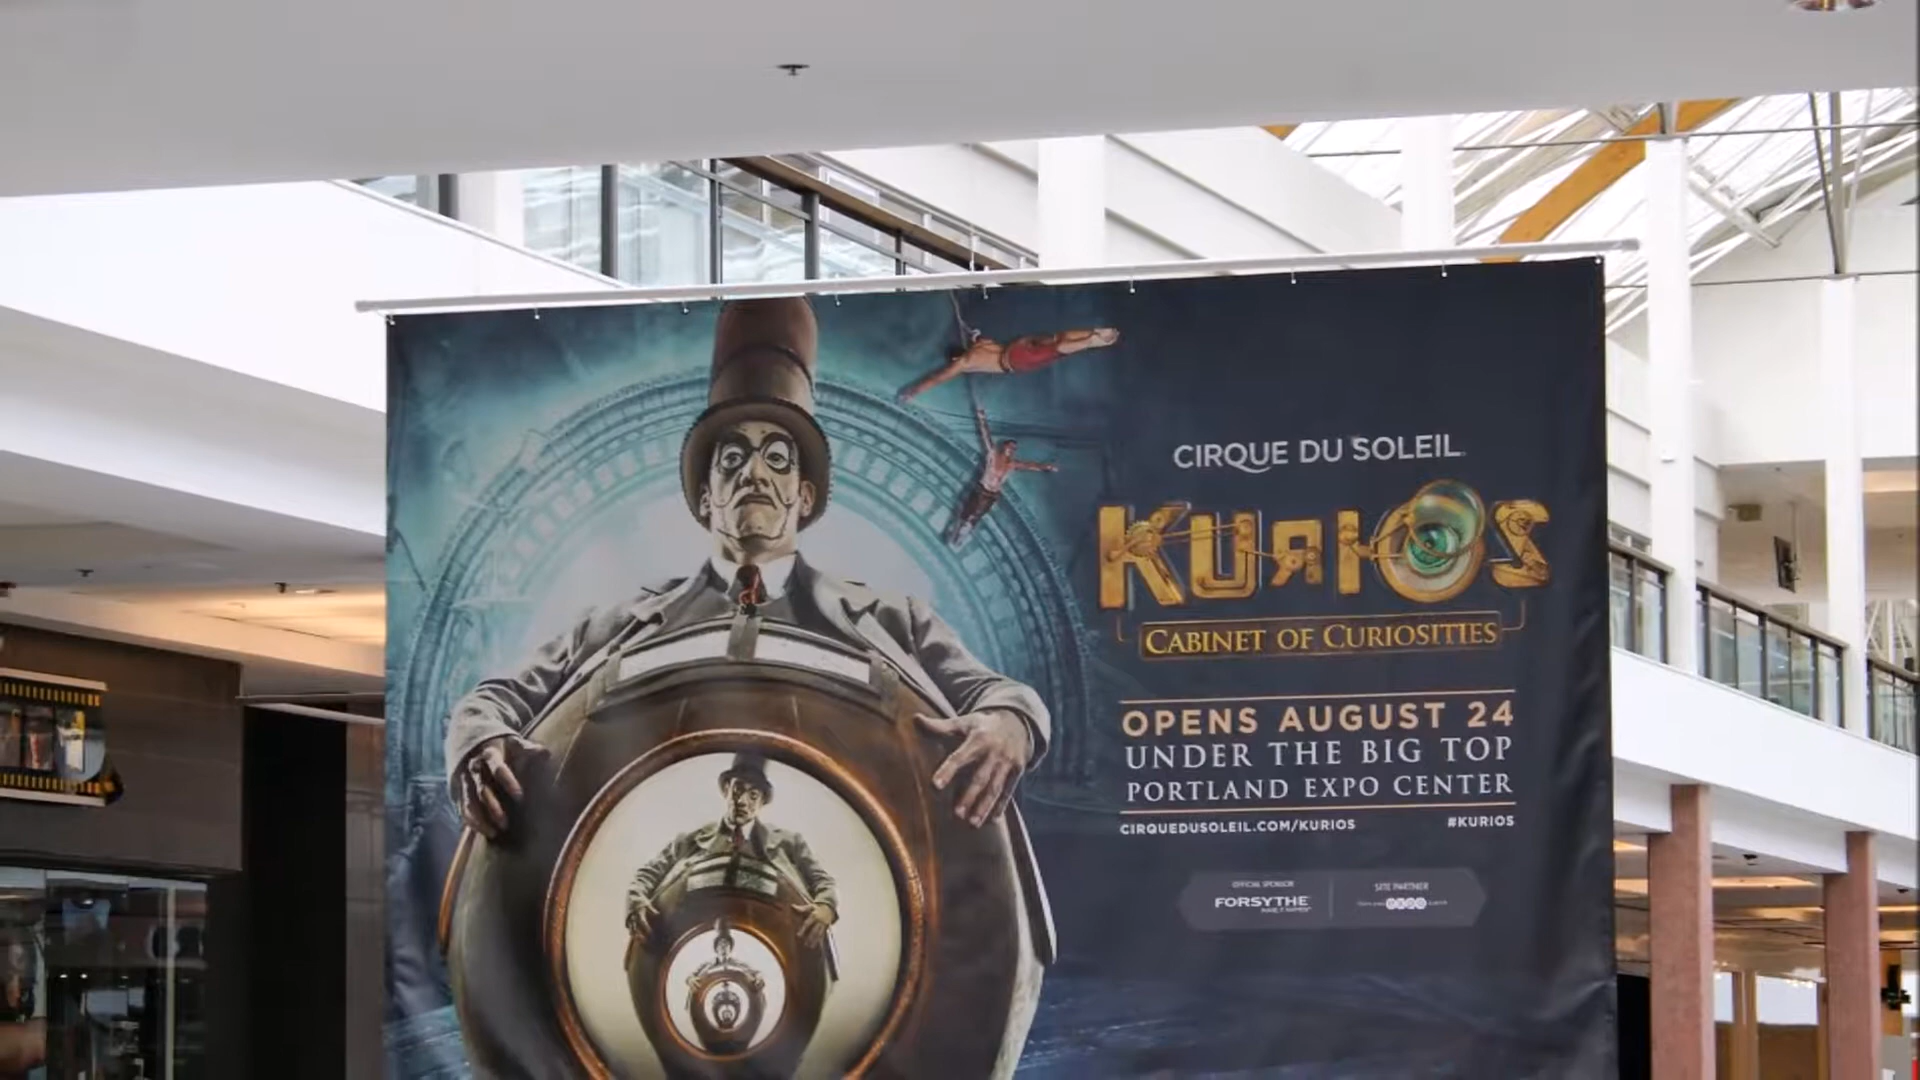 CIRQUE DU SOLEIL
KURIOS
CABINET OF CURIOSITIES
OPENS AUGUST 24
UNDER THE BIG TOP
PORTLAND EXPO CENTER
CIRQUEDUSOLEIL.COM/KURIOS #KURIOS
OFFICIAL SPONSOR SITE PARTNER
FORSYTHE expo